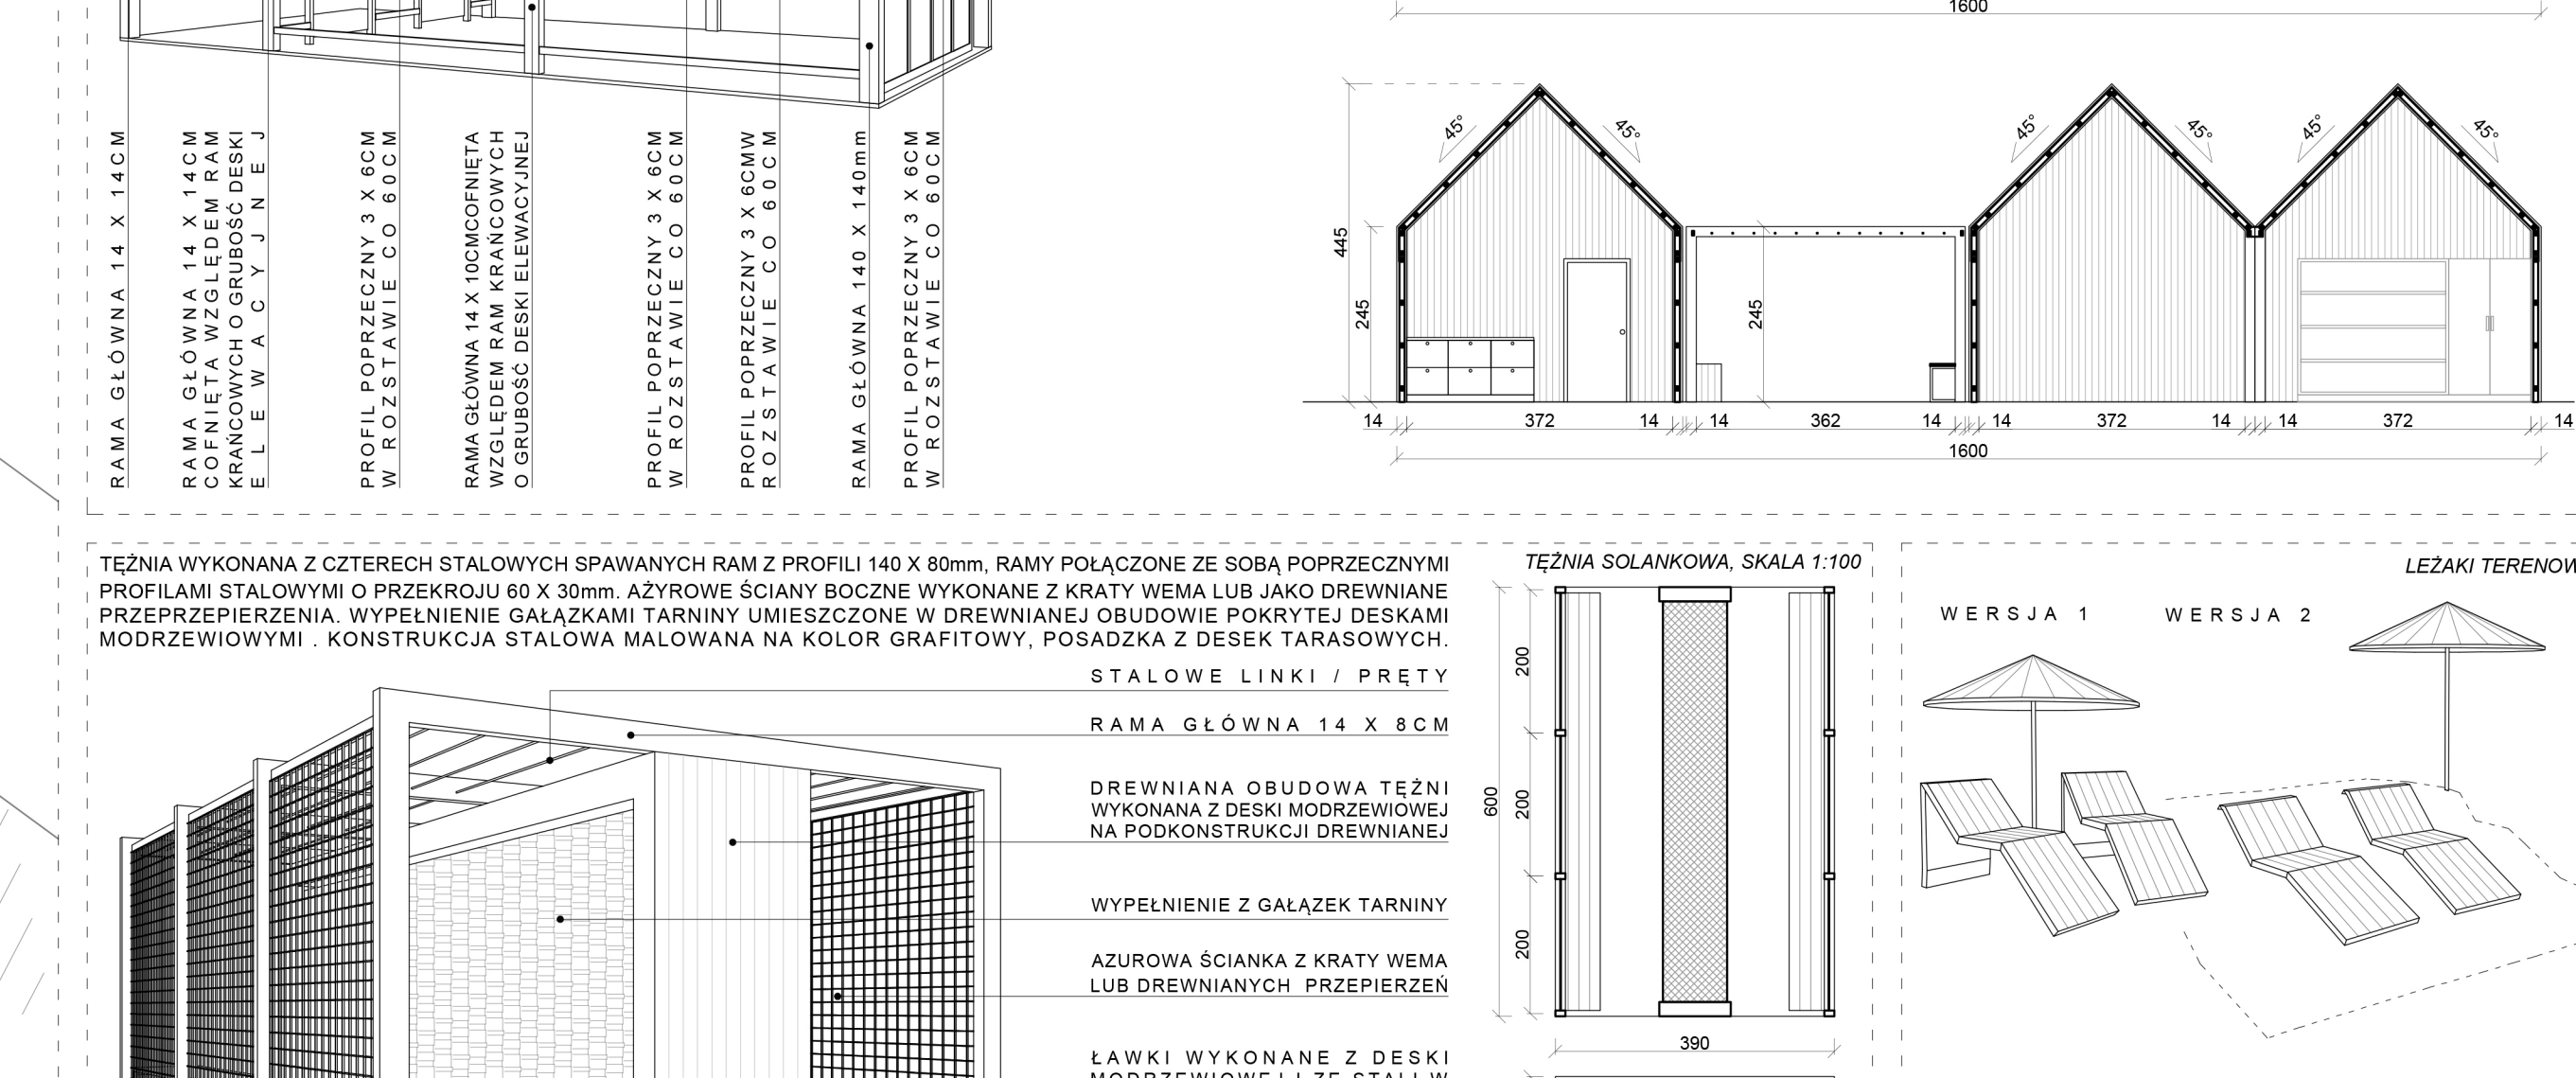 1600
RAMA GŁÓWNA 14 X 14CM
RAMA GŁÓWNA 14 X 14CM
COFNIĘTA WZGLĘDEM RAM
KRAŃCOWYCH O GRUBOŚĆ DESKI
ELEWACYJNEJ
PROFIL POPRZECZNY 3 X 6CM
W ROZSTAWIE CO 60CM
RAMA GŁÓWNA 14 X 10CMCOFNIĘTA
WZGLĘDEM RAM KRAŃCOWYCH
O GRUBOŚĆ DESKI ELEWACYJNEJ
PROFIL POPRZECZNY 3 X 6CM
W ROZSTAWIE CO 60CM
PROFIL POPRZECZNY 3 X 6CMW
ROZSTAWIE CO 60CM
RAMA GŁÓWNA 140 X 140mm
PROFIL POPRZECZNY 3 X 6CM
W ROZSTAWIE CO 60CM
45° 45° 45° 45° 45° 45°
445
245
245
14 372 14 14 362 14 14 372 14 14 372 14
1600
TĘŻNIA WYKONANA Z CZTERECH STALOWYCH SPAWANYCH RAM Z PROFILI 140 X 80mm, RAMY POŁĄCZONE ZE SOBĄ POPRZECZNYMI
PROFILAMI STALOWYMI O PRZEKROJU 60 X 30mm. AŻYROWE ŚCIANY BOCZNE WYKONANE Z KRATY WEMA LUB JAKO DREWNIANE
PRZEPRZEPIERZENIA. WYPEŁNIENIE GAŁĄZKAMI TARNINY UMIESZCZONE W DREWNIANEJ OBUDOWIE POKRYTEJ DESKAMI
MODRZEWIOWYMI . KONSTRUKCJA STALOWA MALOWANA NA KOLOR GRAFITOWY, POSADZKA Z DESEK TARASOWYCH.
STALOWE LINKI / PRĘTY
RAMA GŁÓWNA 14 X 8CM
DREWNIANA OBUDOWA TĘŻNI
WYKONANA Z DESKI MODRZEWIOWEJ
NA PODKONSTRUKCJI DREWNIANEJ
WYPEŁNIENIE Z GAŁĄZEK TARNINY
AZUROWA ŚCIANKA Z KRATY WEMA
LUB DREWNIANYCH PRZEPIERZEŃ
ŁAWKI WYKONANE Z DESKI
MODRZEWIOWEJ I ZE STALI W
TĘŻNIA SOLANKOWA, SKALA 1:100
600
200
200
200
390
LEŻAKI TERENOW
WERSJA 1
WERSJA 2